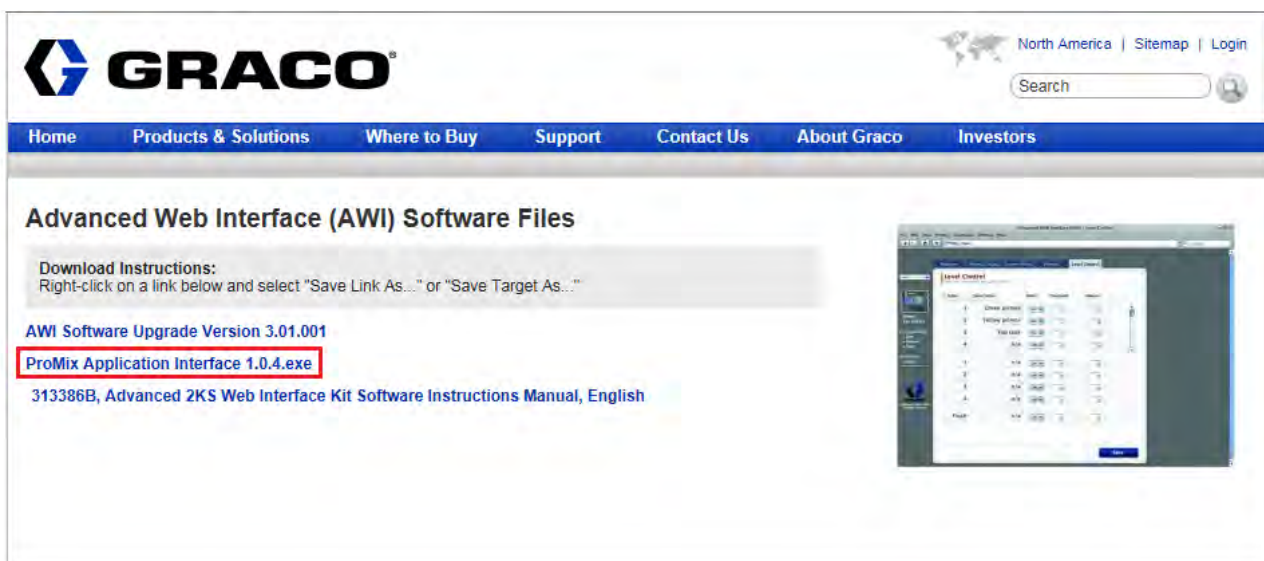 GRACO
North America | Sitemap | Login
Search
Home Products & Solutions Where to Buy Support Contact Us About Graco Investors
Advanced Web Interface (AWI) Software Files
Download Instructions:
Right-click on a link below and select "Save Link As..." or "Save Target As..."
AWI Software Upgrade Version 3.01.001
ProMix Application Interface 1.0.4.exe
313386B, Advanced 2KS Web Interface Kit Software Instructions Manual, English
Level Control